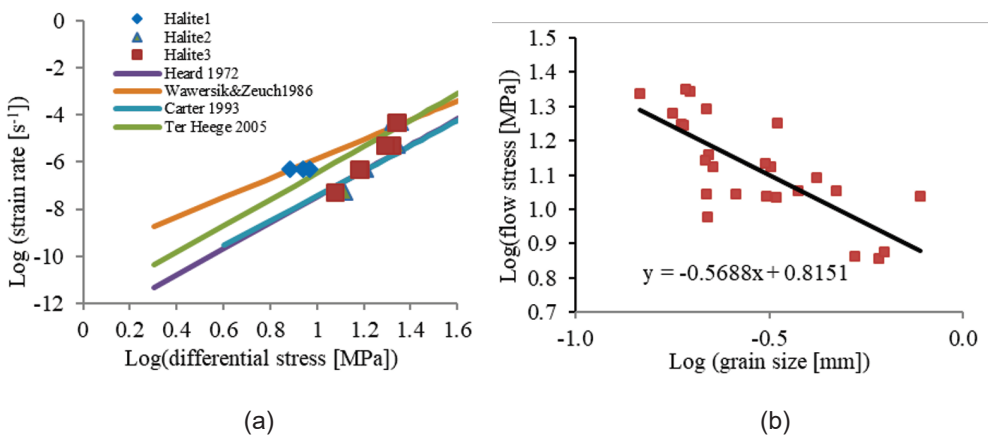 0
-2
-4
-6
-8
-10
-12
Log (strain rate [s⁻¹])
Halite1
Halite2
Halite3
Heard 1972
Wawersik&Zeuch1986
Carter 1993
Ter Heege 2005
0 0.2 0.4 0.6 0.8 1 1.2 1.4 1.6
Log(differential stress [MPa])
(a)
1.5
1.4
1.3
1.2
1.1
1.0
0.9
0.8
0.7
Log(flow stress [MPa])
y = -0.5688x + 0.8151
-1.0 -0.5 0.0
Log (grain size [mm])
(b)